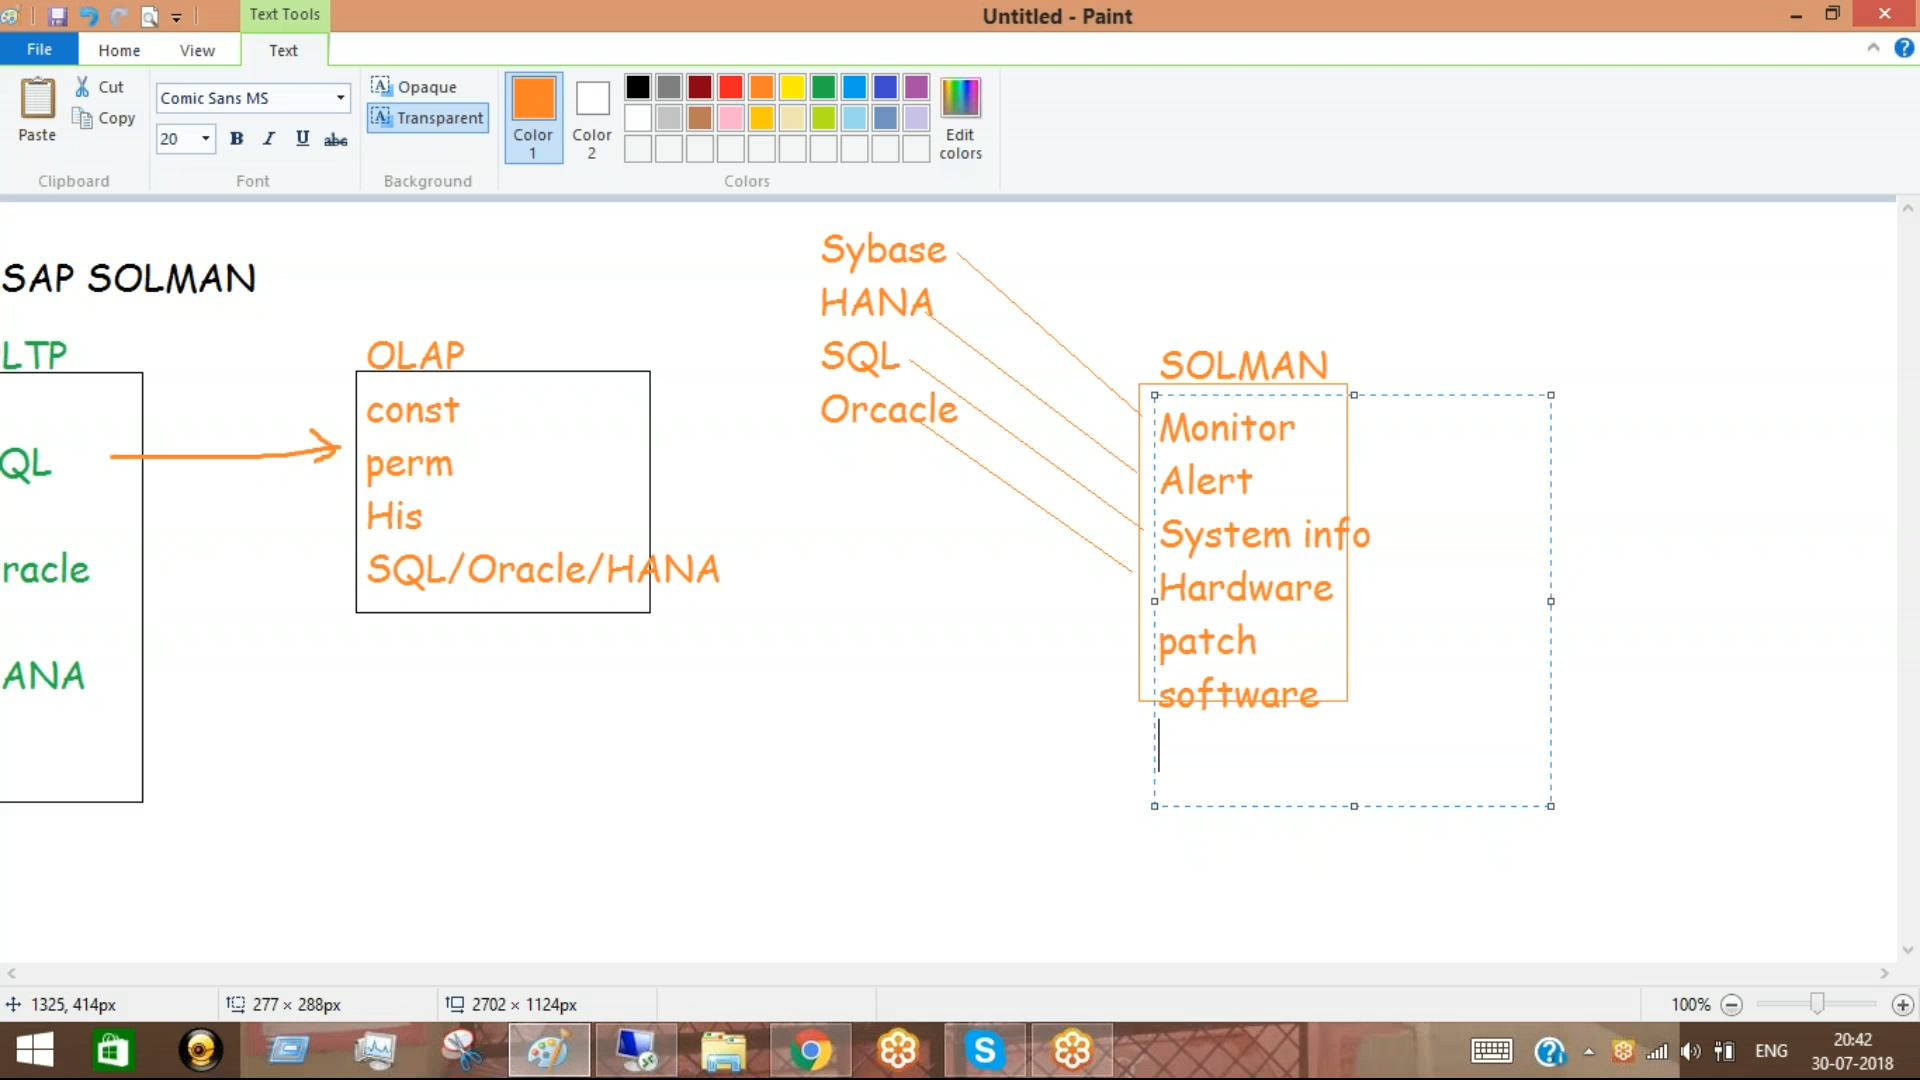 Text Tools
Untitled - Paint
File
Home
View
Text
Paste
Cut
Copy
Clipboard
Comic Sans MS
20
B
I
U
abc
Font
Opaque
Transparent
Background
Color
1
Color
2
Edit
colors
Colors
SAP SOLMAN
LTP
QL
racle
ANA
OLAP
const
perm
His
SQL/Oracle/HANA
Sybase
HANA
SQL
Orcacle
SOLMAN
Monitor
Alert
System info
Hardware
patch
software
1325, 414px
277 × 288px
2702 × 1124px
100%
ENG
20:42
30-07-2018